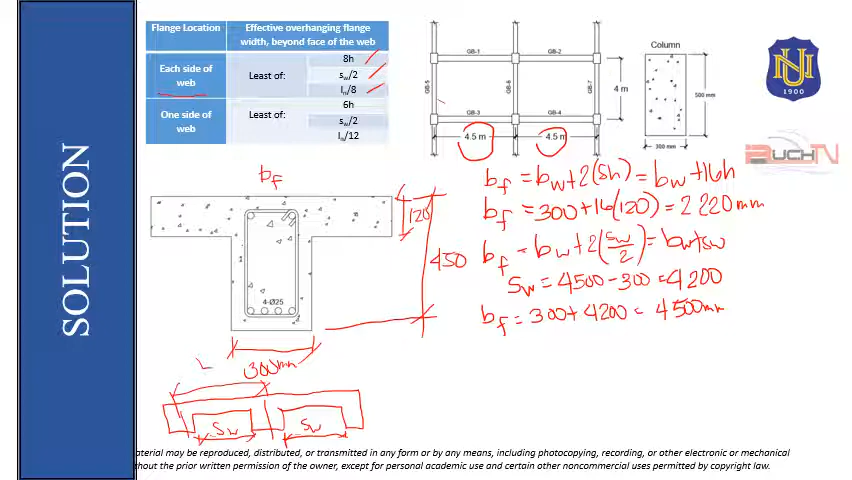 SOLUTION
Flange Location
Effective overhanging flange width, beyond face of the web
Each side of web
Least of:
8h
sw/2
ln/8
One side of web
Least of:
6h
sw/2
ln/12
GB-1
GB-2
GB-5
GB-6
GB-7
GB-3
GB-4
4 m
4.5 m
4.5 m
Column
500 mm
300 mm
1900
bf
120
450
4-Ø25
300mm
L
sw
sw
bf = bw+2(8h) = bw+16h
bf = 300+16(120) = 2220mm
bf = bw+2(sw/2) = bw+sw
sw = 4500-300 = 4200
bf = 300+4200 = 4500mm
aterial may be reproduced, distributed, or transmitted in any form or by any means, including photocopying, recording, or other electronic or mechanical
thout the prior written permission of the owner, except for personal academic use and certain other noncommercial uses permitted by copyright law.